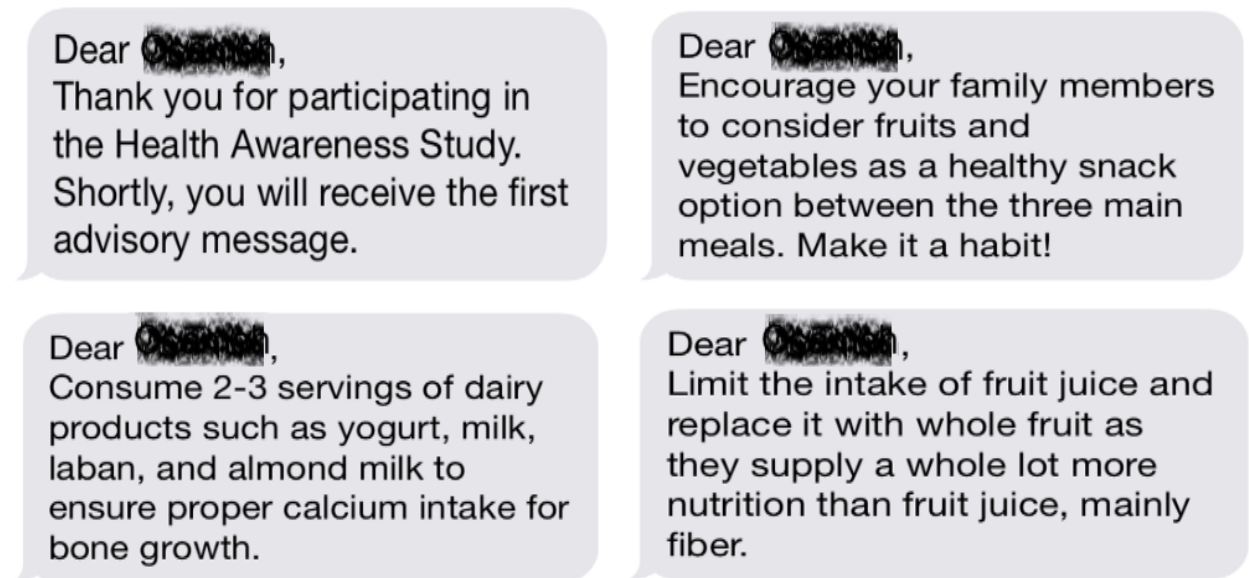 Dear ,
Thank you for participating in
the Health Awareness Study.
Shortly, you will receive the first
advisory message.
Dear ,
Encourage your family members
to consider fruits and
vegetables as a healthy snack
option between the three main
meals. Make it a habit!
Dear ,
Consume 2-3 servings of dairy
products such as yogurt, milk,
laban, and almond milk to
ensure proper calcium intake for
bone growth.
Dear ,
Limit the intake of fruit juice and
replace it with whole fruit as
they supply a whole lot more
nutrition than fruit juice, mainly
fiber.